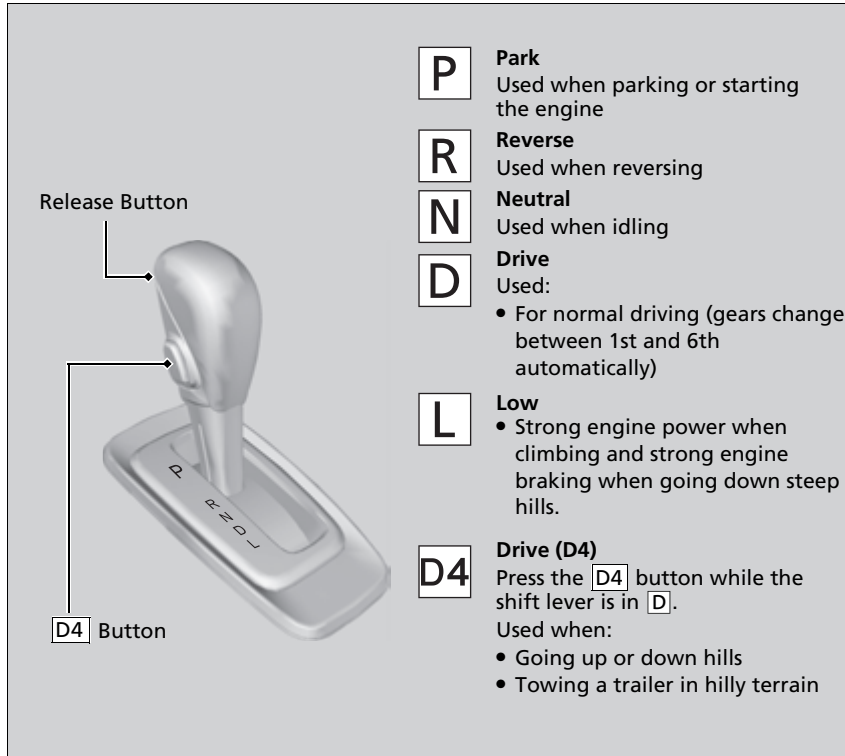 Release Button
P R N D L
D4 Button
P
Park
Used when parking or starting
the engine
R
Reverse
Used when reversing
N
Neutral
Used when idling
D
Drive
Used:
• For normal driving (gears change
between 1st and 6th
automatically)
L
Low
• Strong engine power when
climbing and strong engine
braking when going down steep
hills.
D4
Drive (D4)
Press the D4 button while the
shift lever is in D.
Used when:
• Going up or down hills
• Towing a trailer in hilly terrain